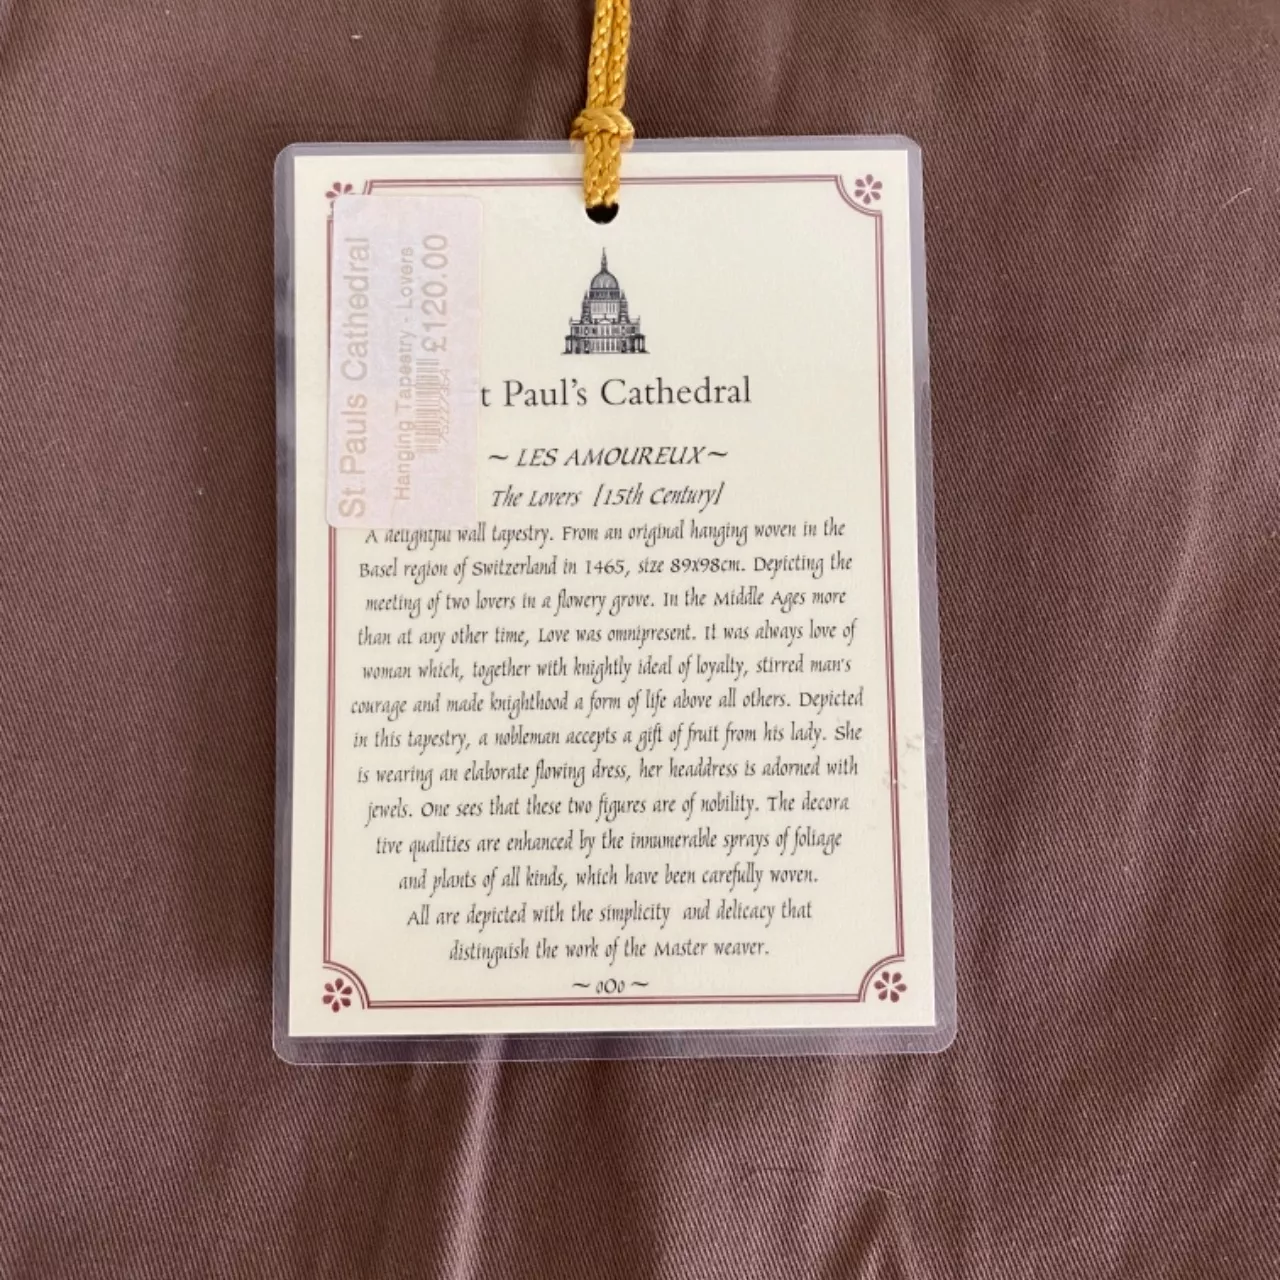 St Pauls Cathedral
Hanging Tapestry - Lovers
£120.00
t Paul's Cathedral
~ LES AMOUREUX ~
The Lovers [15th Century]
A delightful wall tapestry. From an original hanging woven in the
Basel region of Switzerland in 1465, size 89x98cm. Depicting the
meeting of two lovers in a flowery grove. In the Middle Ages more
than at any other time, Love was omnipresent. It was always love of
woman which, together with knightly ideal of loyalty, stirred man's
courage and made knighthood a form of life above all others. Depicted
in this tapestry, a nobleman accepts a gift of fruit from his lady. She
is wearing an elaborate flowing dress, her headdress is adorned with
jewels. One sees that these two figures are of nobility. The decora
tive qualities are enhanced by the innumerable sprays of foliage
and plants of all kinds, which have been carefully woven.
All are depicted with the simplicity and delicacy that
distinguish the work of the Master weaver.
~ oOo ~